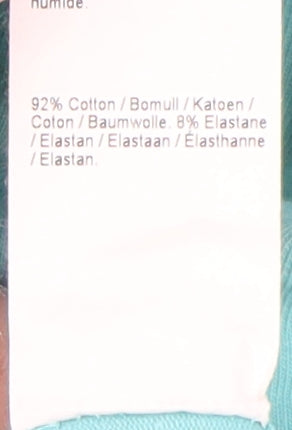 humide.
92% Cotton / Bomull / Katoen /
Coton / Baumwolle. 8% Elastane
/ Elastan / Elastaan / Élasthanne
/ Elastan.